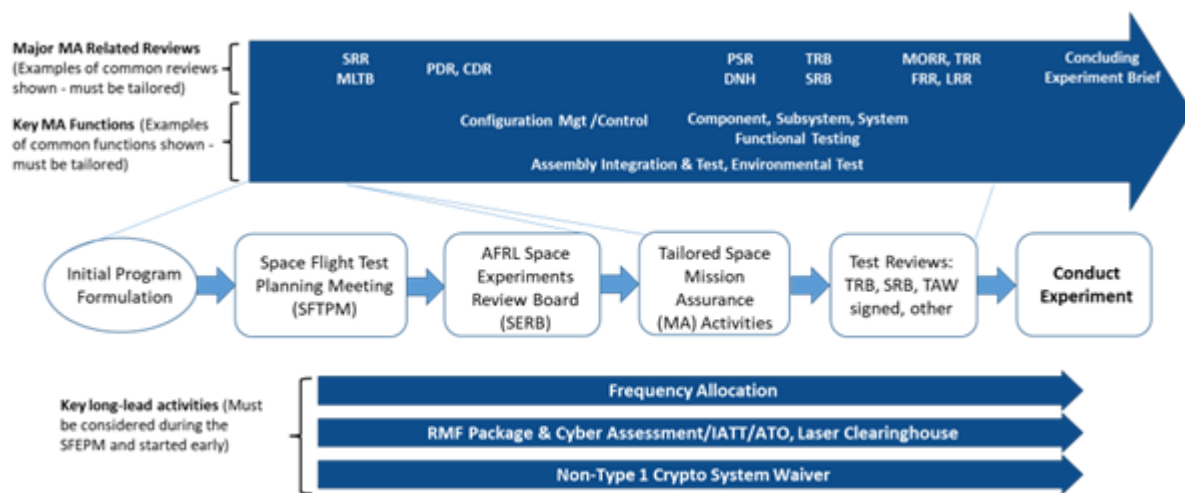 Major MA Related Reviews
(Examples of common reviews
shown - must be tailored)
SRR
MLTB
PDR, CDR
PSR
DNH
TRB
SRB
MORR, TRR
FRR, LRR
Concluding
Experiment Brief
Key MA Functions (Examples
of common functions shown -
must be tailored)
Configuration Mgt /Control
Component, Subsystem, System
Functional Testing
Assembly Integration & Test, Environmental Test
Initial Program
Formulation
Space Flight Test
Planning Meeting
(SFTPM)
AFRL Space
Experiments
Review Board
(SERB)
Tailored Space
Mission
Assurance
(MA) Activities
Test Reviews:
TRB, SRB, TAW
signed, other
Conduct
Experiment
Key long-lead activities (Must
be considered during the
SFEPM and started early)
Frequency Allocation
RMF Package & Cyber Assessment/IATT/ATO, Laser Clearinghouse
Non-Type 1 Crypto System Waiver